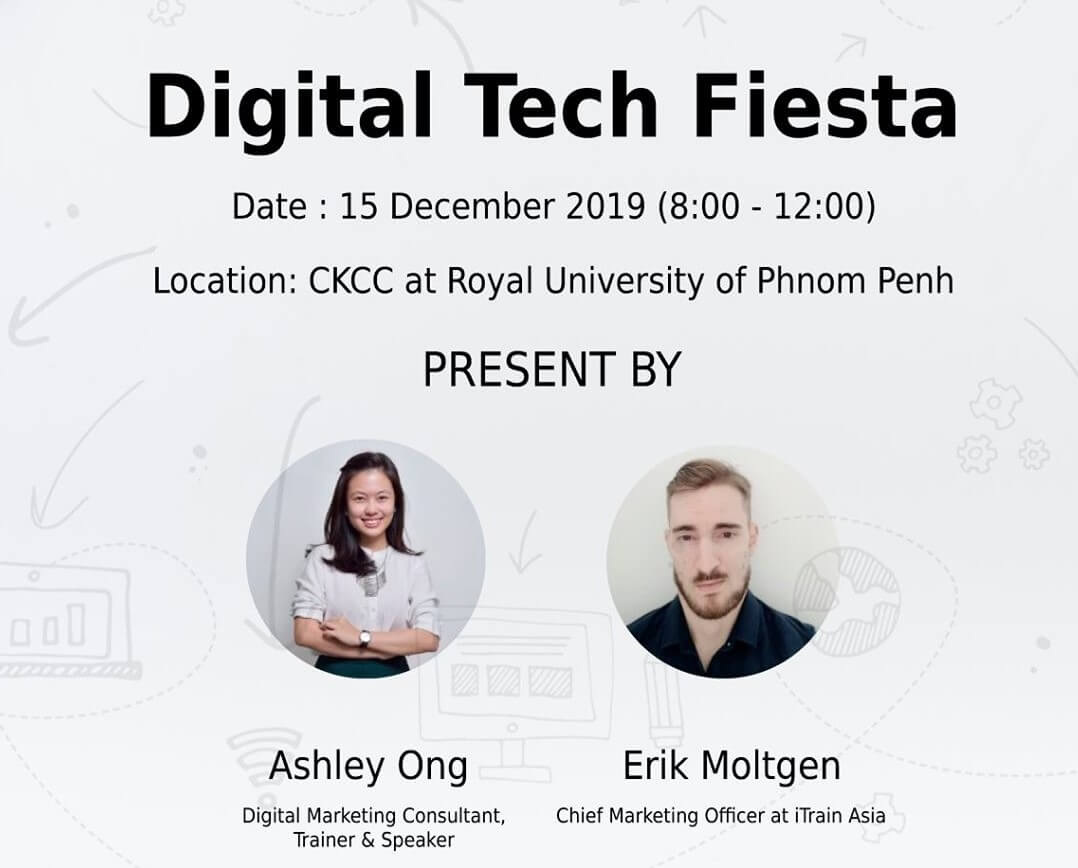 Digital Tech Fiesta
Date : 15 December 2019 (8:00 - 12:00)
Location: CKCC at Royal University of Phnom Penh
PRESENT BY
Ashley Ong
Digital Marketing Consultant,
Trainer & Speaker
Erik Moltgen
Chief Marketing Officer at iTrain Asia